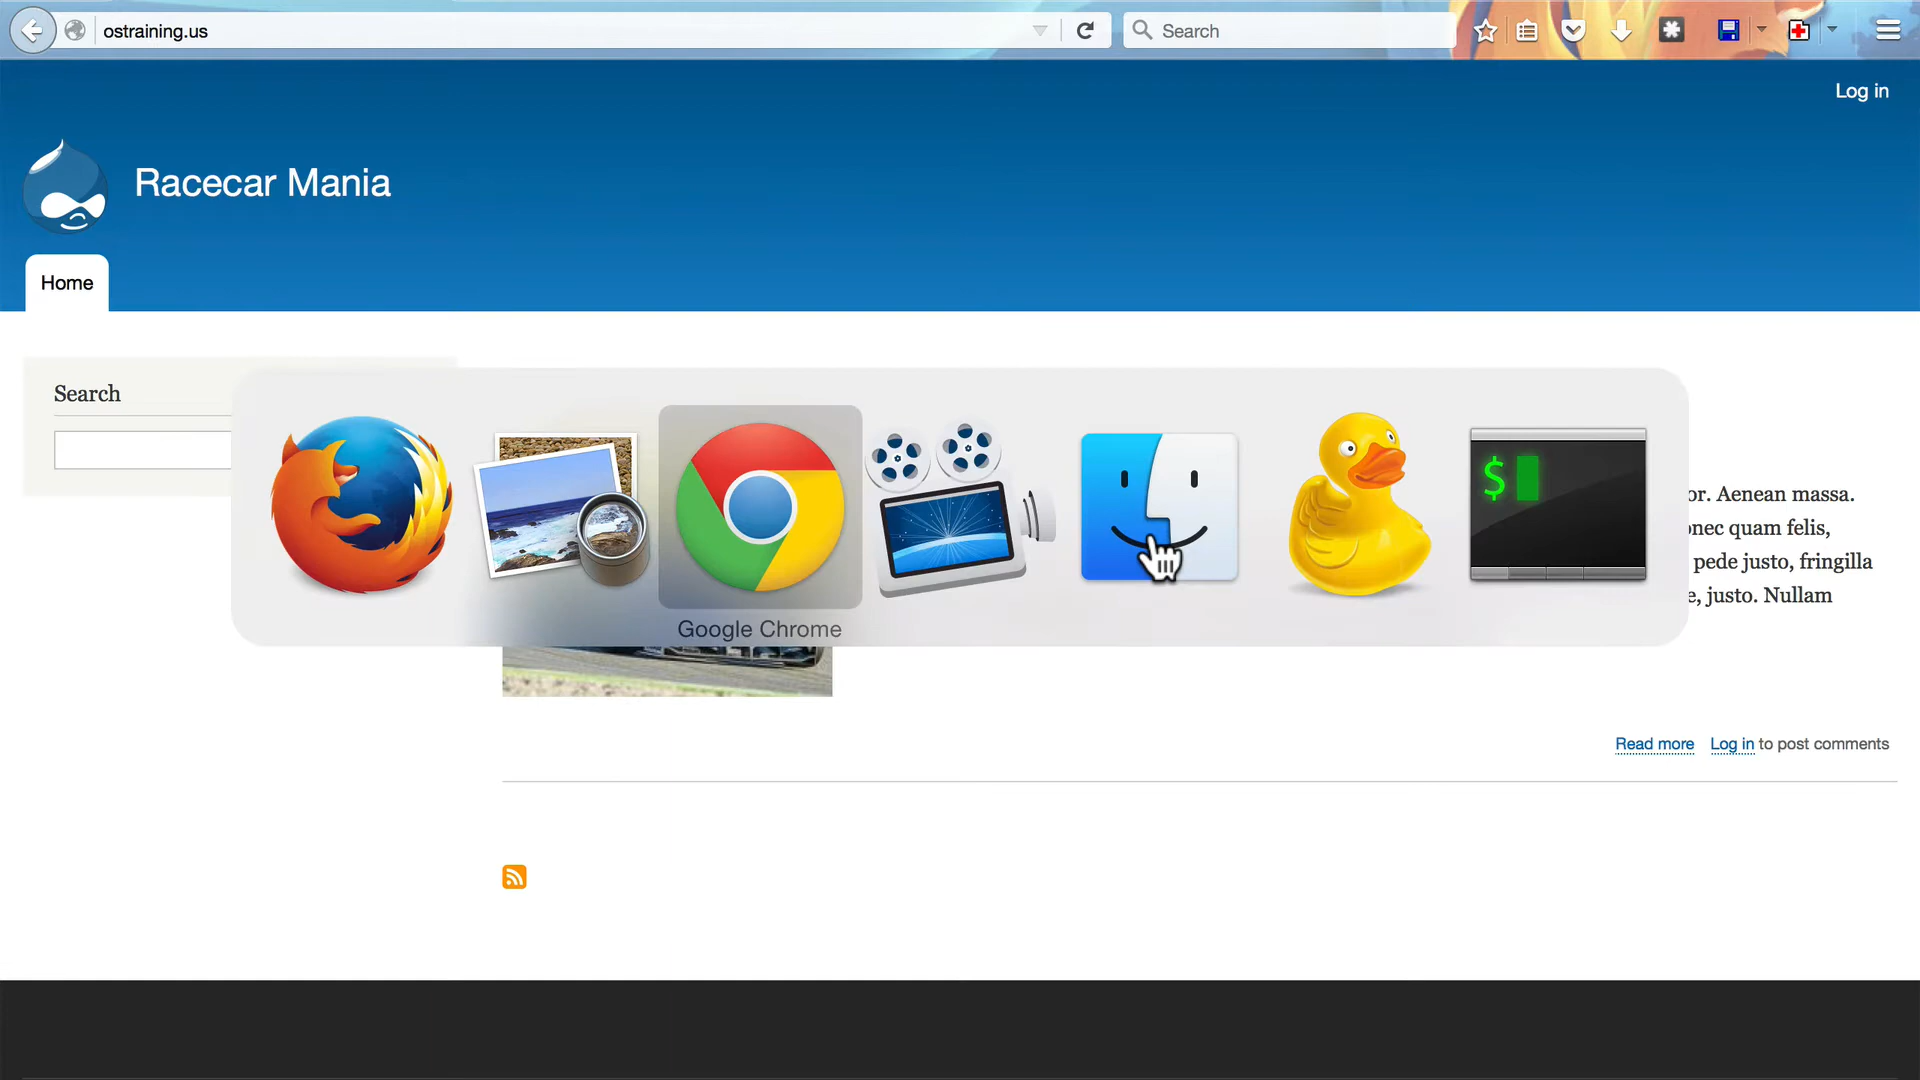 ostraining.us
Search
Log in
Racecar Mania
Home
Search
or. Aenean massa.
onec quam felis,
pede justo, fringilla
e, justo. Nullam
$
Google Chrome
Read more Log in to post comments